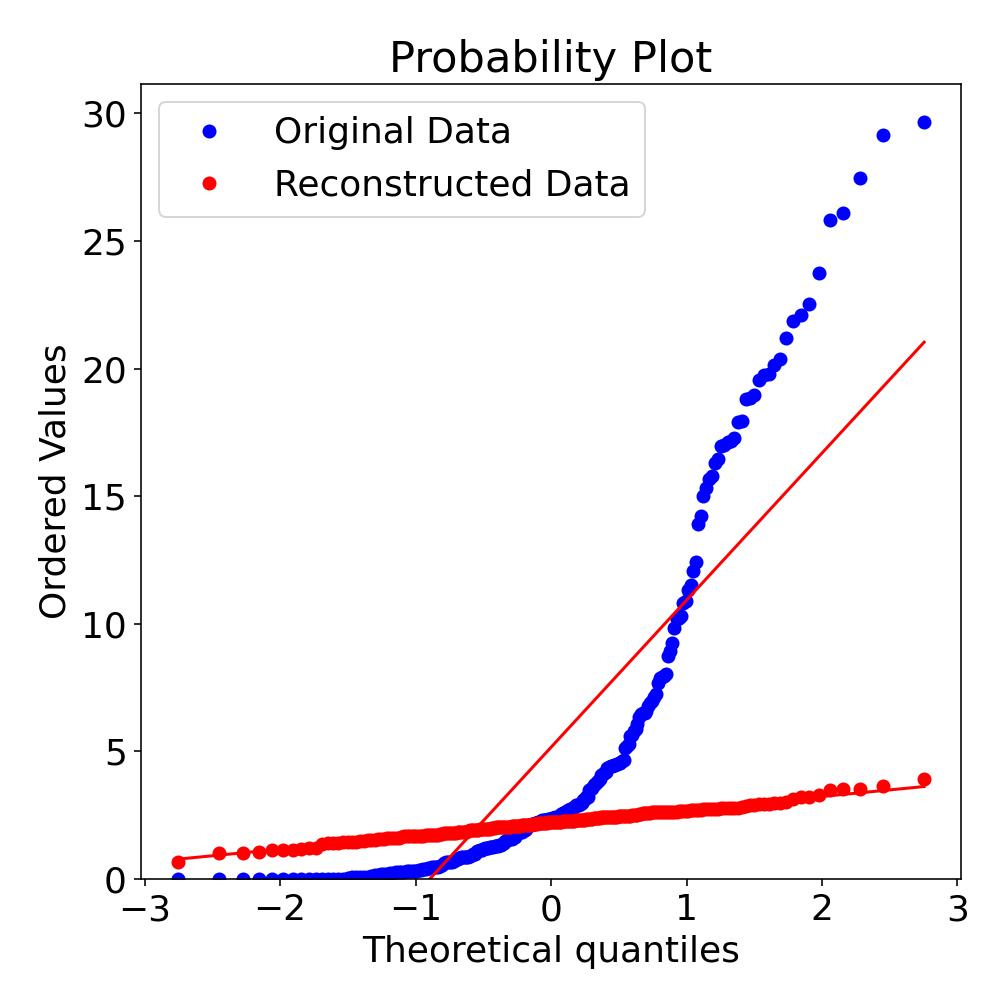 Probability Plot
Original Data
Reconstructed Data
30
25
20
15
10
5
0
Ordered Values
−3
−2
−1
0
1
2
3
Theoretical quantiles